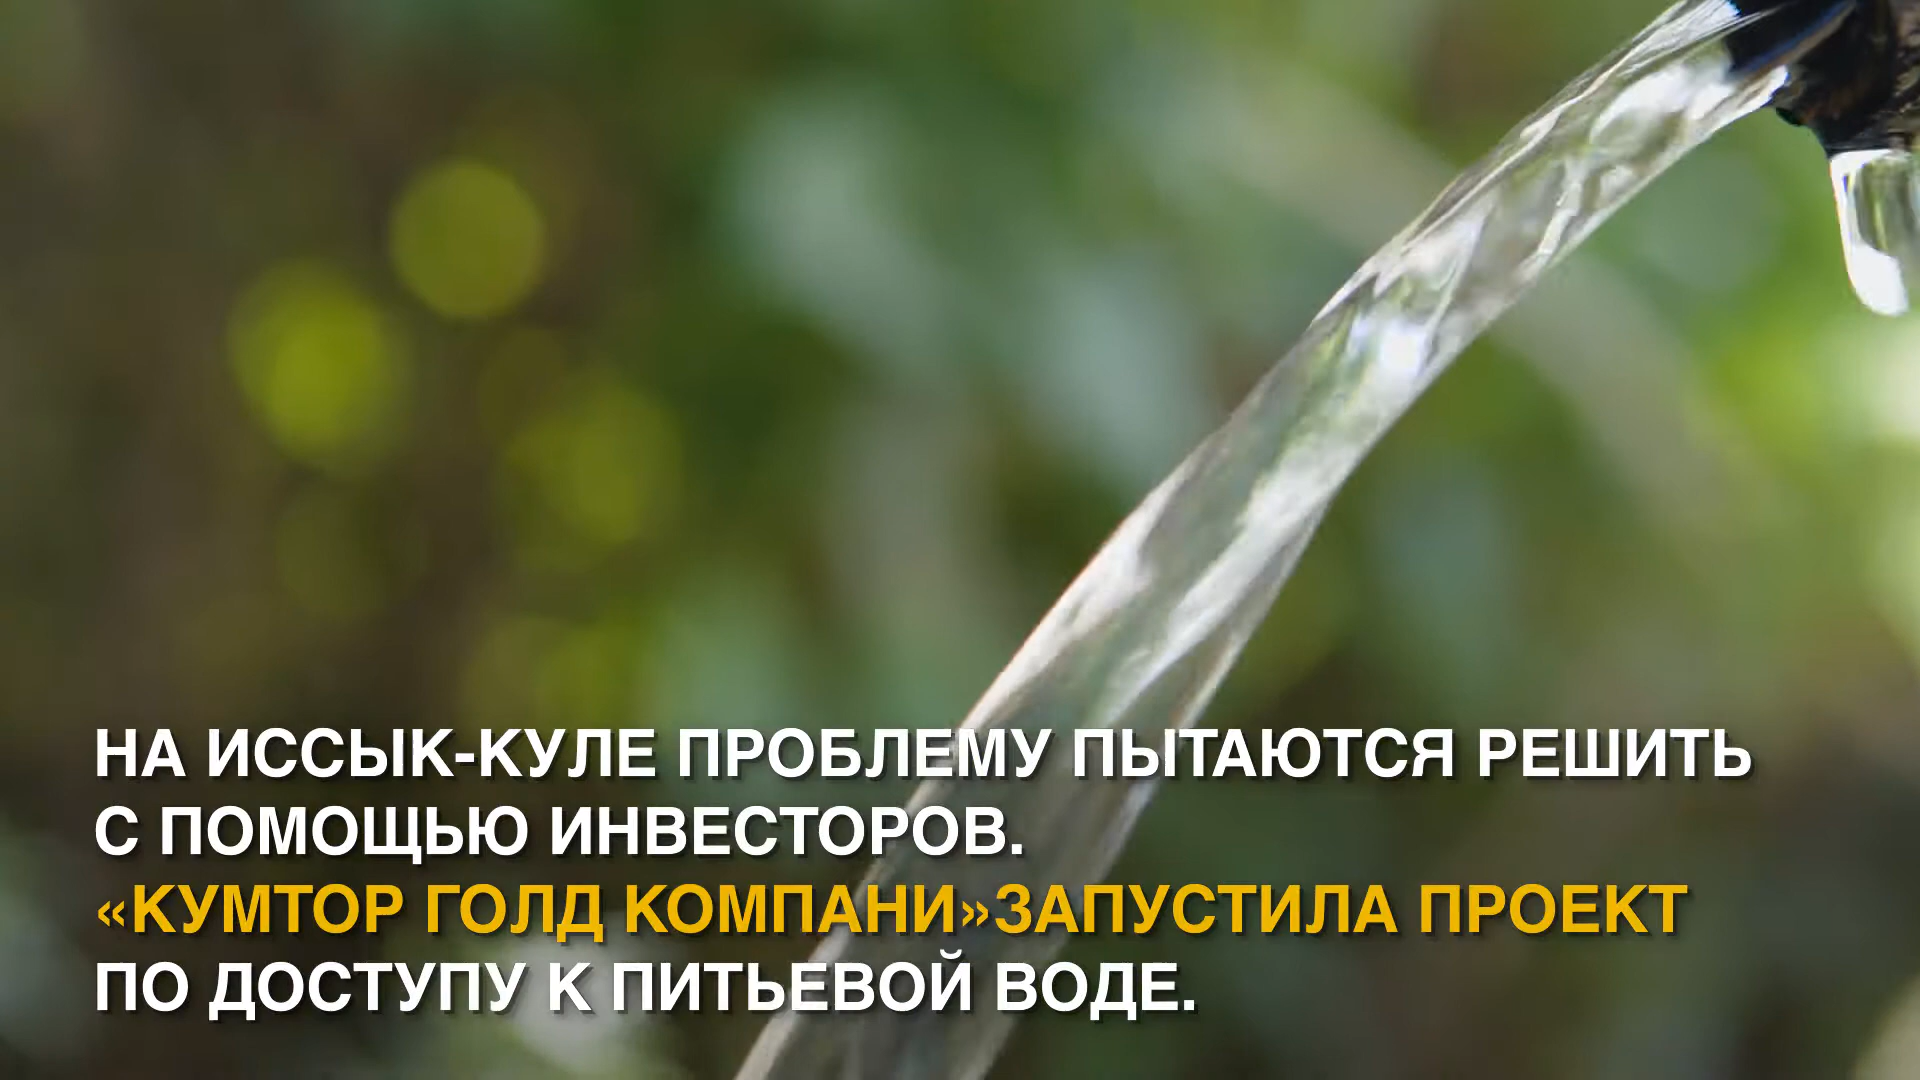 НА ИССЫК-КУЛЕ ПРОБЛЕМУ ПЫТАЮТСЯ РЕШИТЬ
С ПОМОЩЬЮ ИНВЕСТОРОВ.
«КУМТОР ГОЛД КОМПАНИ»ЗАПУСТИЛА ПРОЕКТ
ПО ДОСТУПУ К ПИТЬЕВОЙ ВОДЕ.